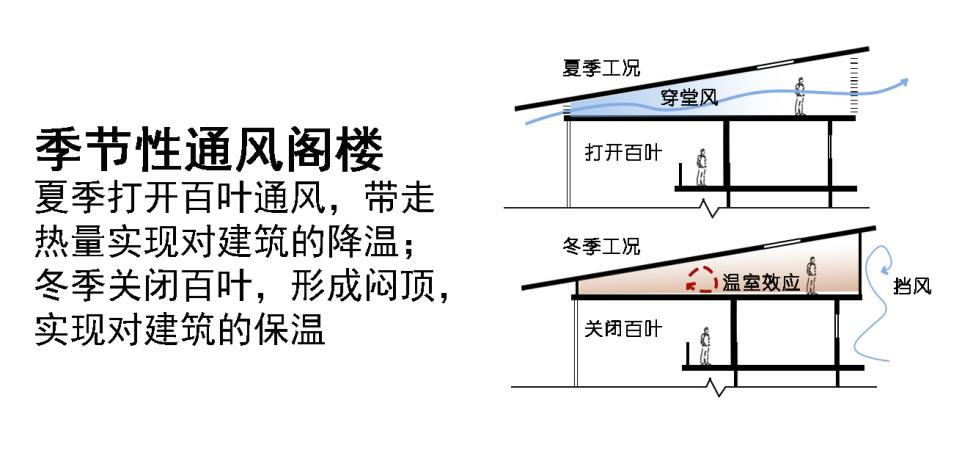 季节性通风阁楼
夏季打开百叶通风，带走
热量实现对建筑的降温；
冬季关闭百叶，形成闷顶，
实现对建筑的保温
夏季工况
穿堂风
打开百叶
冬季工况
温室效应
挡风
关闭百叶